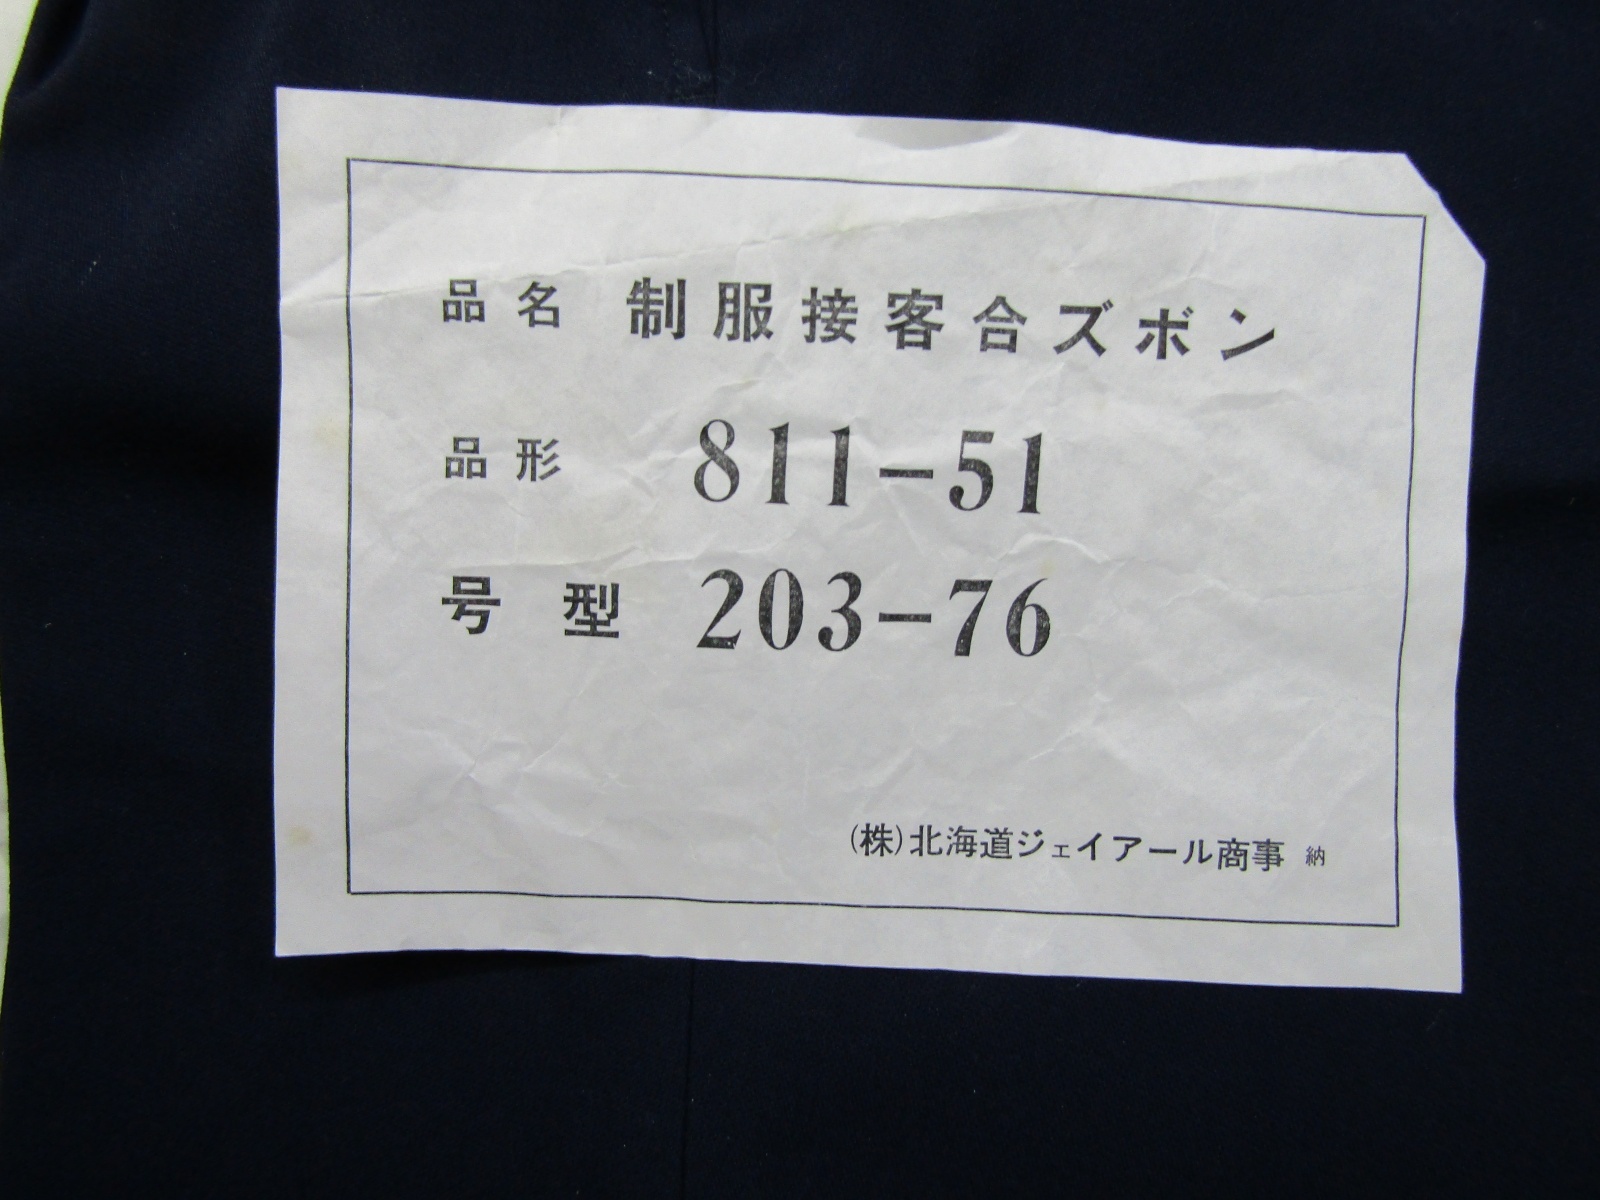 品名 制服接客合ズボン
品形 811-51
号型 203-76
(株)北海道ジェイアール商事 納